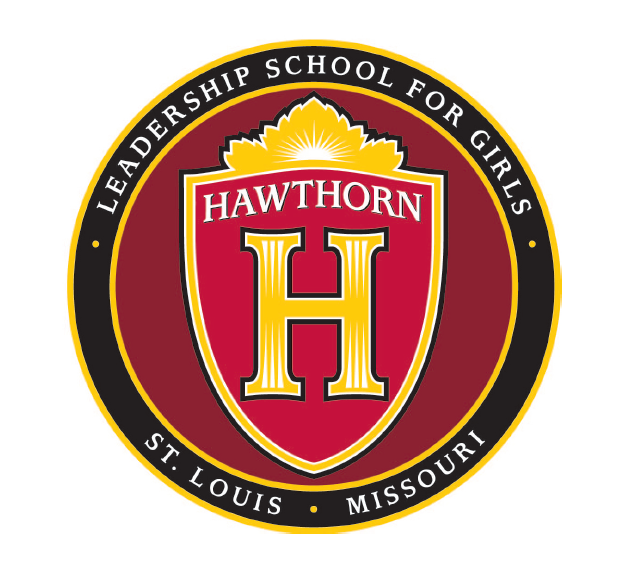 LEADERSHIP SCHOOL FOR GIRLS
HAWTHORN
H
ST. LOUIS • MISSOURI